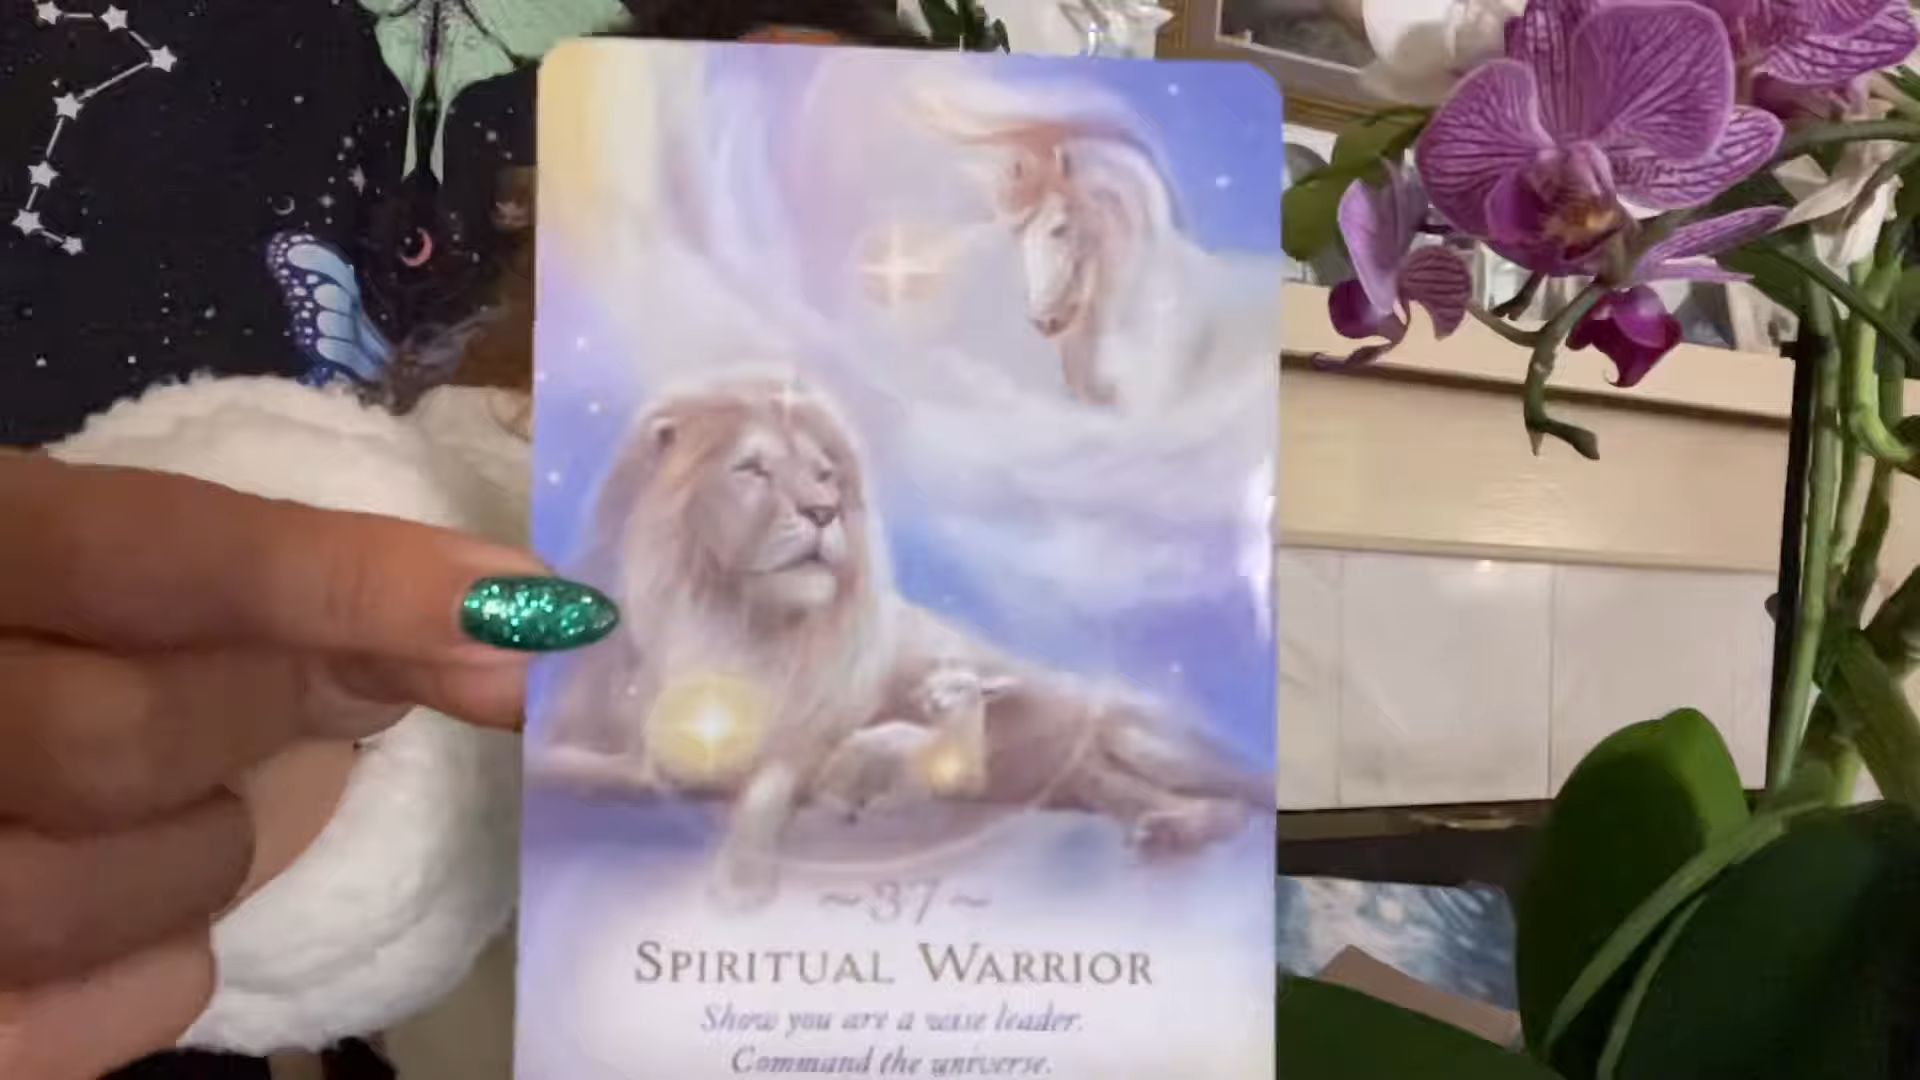 ~37~
SPIRITUAL WARRIOR
Show you are a wise leader.
Command the universe.